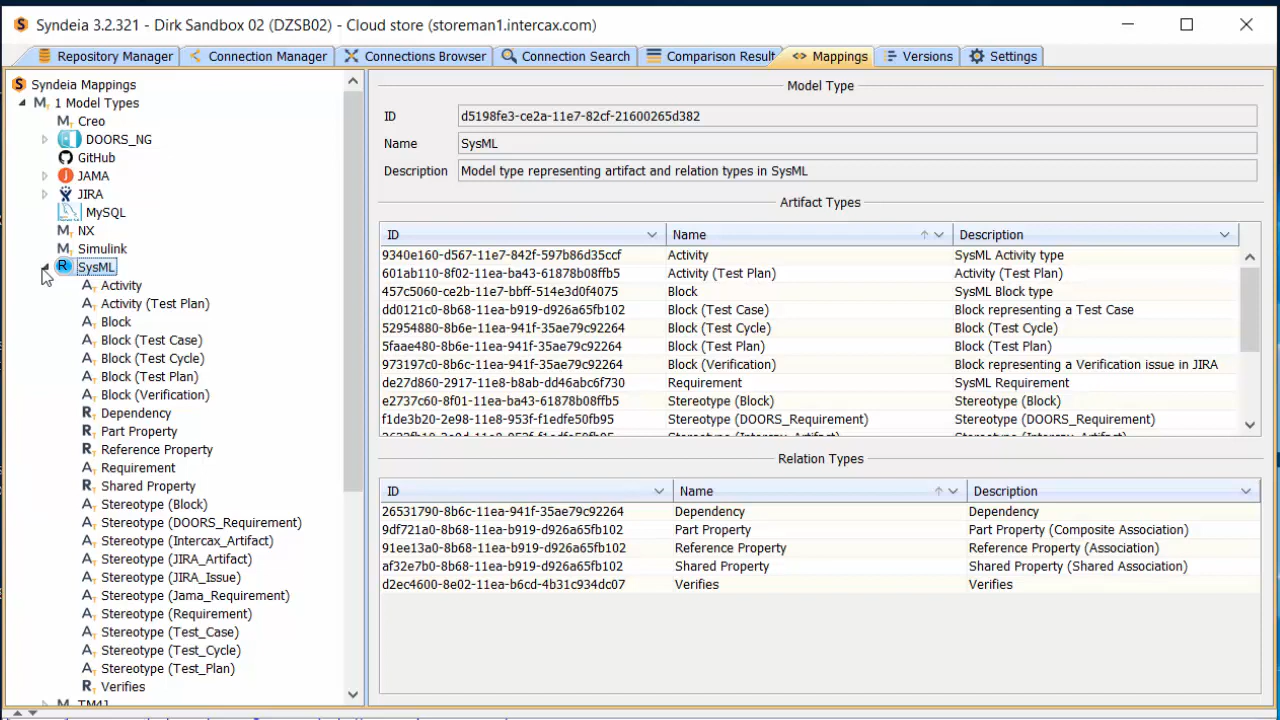 Syndeia 3.2.321 - Dirk Sandbox 02 (DZSB02) - Cloud store (storeman1.intercax.com)
Repository Manager Connection Manager Connections Browser Connection Search Comparison Result Mappings Versions Settings
Syndeia Mappings
1 Model Types
Creo
DOORS_NG
GitHub
JAMA
JIRA
MySQL
NX
Simulink
SysML
Activity
Activity (Test Plan)
Block
Block (Test Case)
Block (Test Cycle)
Block (Test Plan)
Block (Verification)
Dependency
Part Property
Reference Property
Requirement
Shared Property
Stereotype (Block)
Stereotype (DOORS_Requirement)
Stereotype (Intercax_Artifact)
Stereotype (JIRA_Artifact)
Stereotype (JIRA_Issue)
Stereotype (Jama_Requirement)
Stereotype (Requirement)
Stereotype (Test_Case)
Stereotype (Test_Cycle)
Stereotype (Test_Plan)
Verifies
Model Type
ID d5198fe3-ce2a-11e7-82cf-21600265d382
Name SysML
Description Model type representing artifact and relation types in SysML
Artifact Types
ID Name Description
9340e160-d567-11e7-842f-597b86d35ccf Activity SysML Activity type
601ab110-8f02-11ea-ba43-61878b08ffb5 Activity (Test Plan) Activity (Test Plan)
457c5060-ce2b-11e7-bbff-514e3d0f4075 Block SysML Block type
dd0121c0-8b68-11ea-b919-d926a65fb102 Block (Test Case) Block representing a Test Case
52954880-8b6e-11ea-941f-35ae79c92264 Block (Test Cycle) Block (Test Cycle)
5faae480-8b6e-11ea-941f-35ae79c92264 Block (Test Plan) Block (Test Plan)
973197c0-8b6c-11ea-941f-35ae79c92264 Block (Verification) Block representing a Verification issue in JIRA
de27d860-2917-11e8-b8ab-dd46abc6f730 Requirement SysML Requirement
e2737c60-8f01-11ea-ba43-61878b08ffb5 Stereotype (Block) Stereotype (Block)
f1de3b20-2e98-11e8-953f-f1edfe50fb95 Stereotype (DOORS_Requirement) Stereotype (DOORS_Requirement)
Stereotype (Intercax_Artifact) Stereotype (Intercax_Artifact)
Relation Types
ID Name Description
26531790-8b6c-11ea-941f-35ae79c92264 Dependency Dependency
9df721a0-8b68-11ea-b919-d926a65fb102 Part Property Part Property (Composite Association)
91ee13a0-8b68-11ea-b919-d926a65fb102 Reference Property Reference Property (Association)
af32e7b0-8b68-11ea-b919-d926a65fb102 Shared Property Shared Property (Shared Association)
d2ec4600-8e02-11ea-b6cd-4b31c934dc07 Verifies Verifies